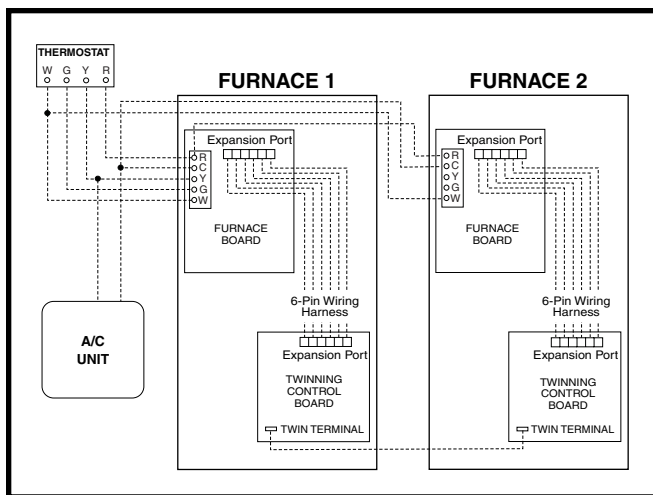 THERMOSTAT
W G Y R
FURNACE 1
Expansion Port
R
C
Y
G
W
FURNACE
BOARD
6-Pin Wiring
Harness
Expansion Port
TWINNING
CONTROL
BOARD
TWIN TERMINAL
FURNACE 2
Expansion Port
R
C
Y
G
W
FURNACE
BOARD
6-Pin Wiring
Harness
Expansion Port
TWINNING
CONTROL
BOARD
TWIN TERMINAL
A/C
UNIT